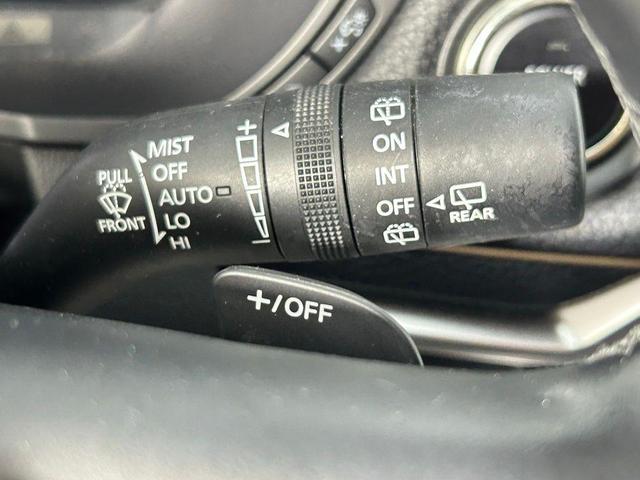 MIST
OFF
AUTO
LO
HI
PULL
FRONT
+
-
ON
INT
OFF
REAR
+/OFF